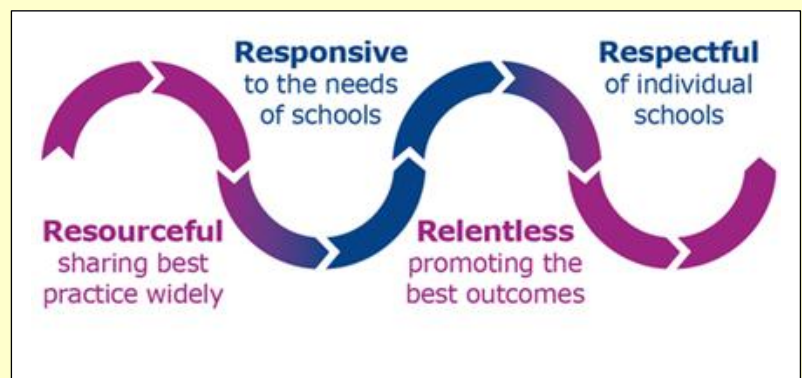 Responsive
to the needs
of schools
Respectful
of individual
schools
Resourceful
sharing best
practice widely
Relentless
promoting the
best outcomes